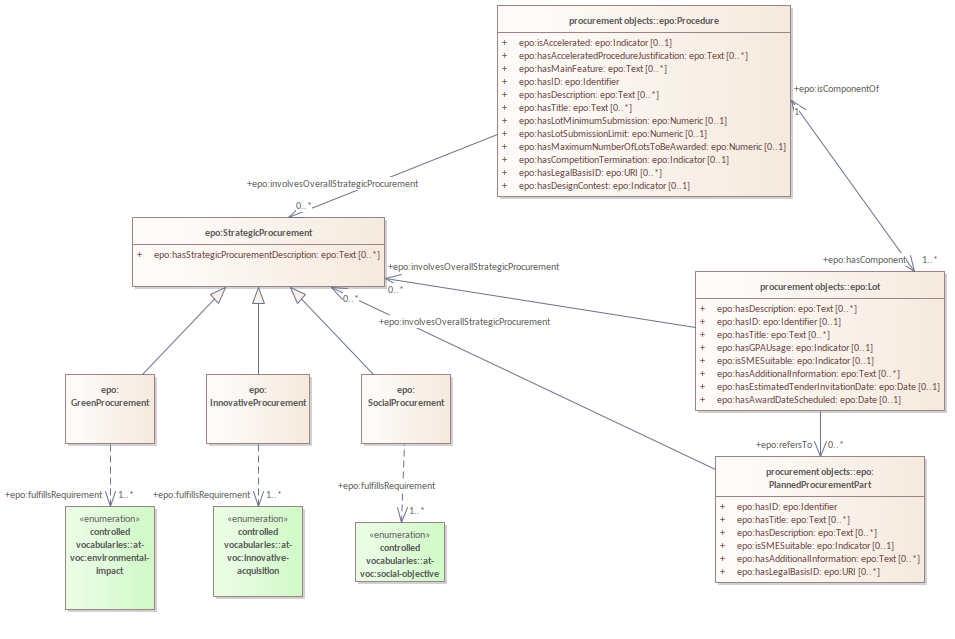 procurement objects::epo:Procedure
+ epo:isAccelerated: epo:Indicator [0..1]
+ epo:hasAcceleratedProcedureJustification: epo:Text [0..*]
+ epo:hasMainFeature: epo:Text [0..*]
+ epo:hasID: epo:Identifier
+ epo:hasDescription: epo:Text [0..*]
+ epo:hasTitle: epo:Text [0..*]
+ epo:hasLotMinimumSubmission: epo:Numeric [0..1]
+ epo:hasLotSubmissionLimit: epo:Numeric [0..1]
+ epo:hasMaximumNumberOfLotsToBeAwarded: epo:Numeric [0..1]
+ epo:hasCompetitionTermination: epo:Indicator [0..1]
+ epo:hasLegalBasisID: epo:URI [0..*]
+ epo:hasDesignContest: epo:Indicator [0..1]
+epo:isComponentOf
1
+epo:involvesOverallStrategicProcurement
0..*
epo:StrategicProcurement
+ epo:hasStrategicProcurementDescription: epo:Text [0..*]
+epo:hasComponent 1..*
+epo:involvesOverallStrategicProcurement
0..*
0..*
+epo:involvesOverallStrategicProcurement
procurement objects::epo:Lot
+ epo:hasDescription: epo:Text [0..*]
+ epo:hasID: epo:Identifier [0..1]
+ epo:hasTitle: epo:Text [0..*]
+ epo:hasGPAUsage: epo:Indicator [0..1]
+ epo:isSMESuitable: epo:Indicator [0..1]
+ epo:hasAdditionalInformation: epo:Text [0..*]
+ epo:hasEstimatedTenderInvitationDate: epo:Date [0..1]
+ epo:hasAwardDateScheduled: epo:Date [0..1]
epo:
GreenProcurement
epo:
InnovativeProcurement
epo:
SocialProcurement
+epo:refersTo 0..*
procurement objects::epo:
PlannedProcurementPart
+ epo:hasID: epo:Identifier
+ epo:hasTitle: epo:Text [0..*]
+ epo:hasDescription: epo:Text [0..*]
+ epo:isSMESuitable: epo:Indicator [0..1]
+ epo:hasAdditionalInformation: epo:Text [0..*]
+ epo:hasLegalBasisID: epo:URI [0..*]
+epo:fulfillsRequirement 1..*
+epo:fulfillsRequirement 1..*
+epo:fulfillsRequirement
1..*
«enumeration»
controlled
vocabularies::at-
voc:environmental-
impact
«enumeration»
controlled
vocabularies::at-
voc:innovative-
acquisition
«enumeration»
controlled
vocabularies::at-
voc:social-objective